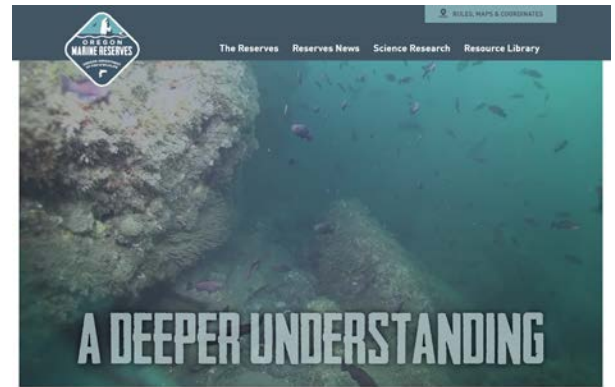 RULES, MAPS & COORDINATES
OREGON
MARINE RESERVES
The Reserves Reserves News Science Research Resource Library
A DEEPER UNDERSTANDING